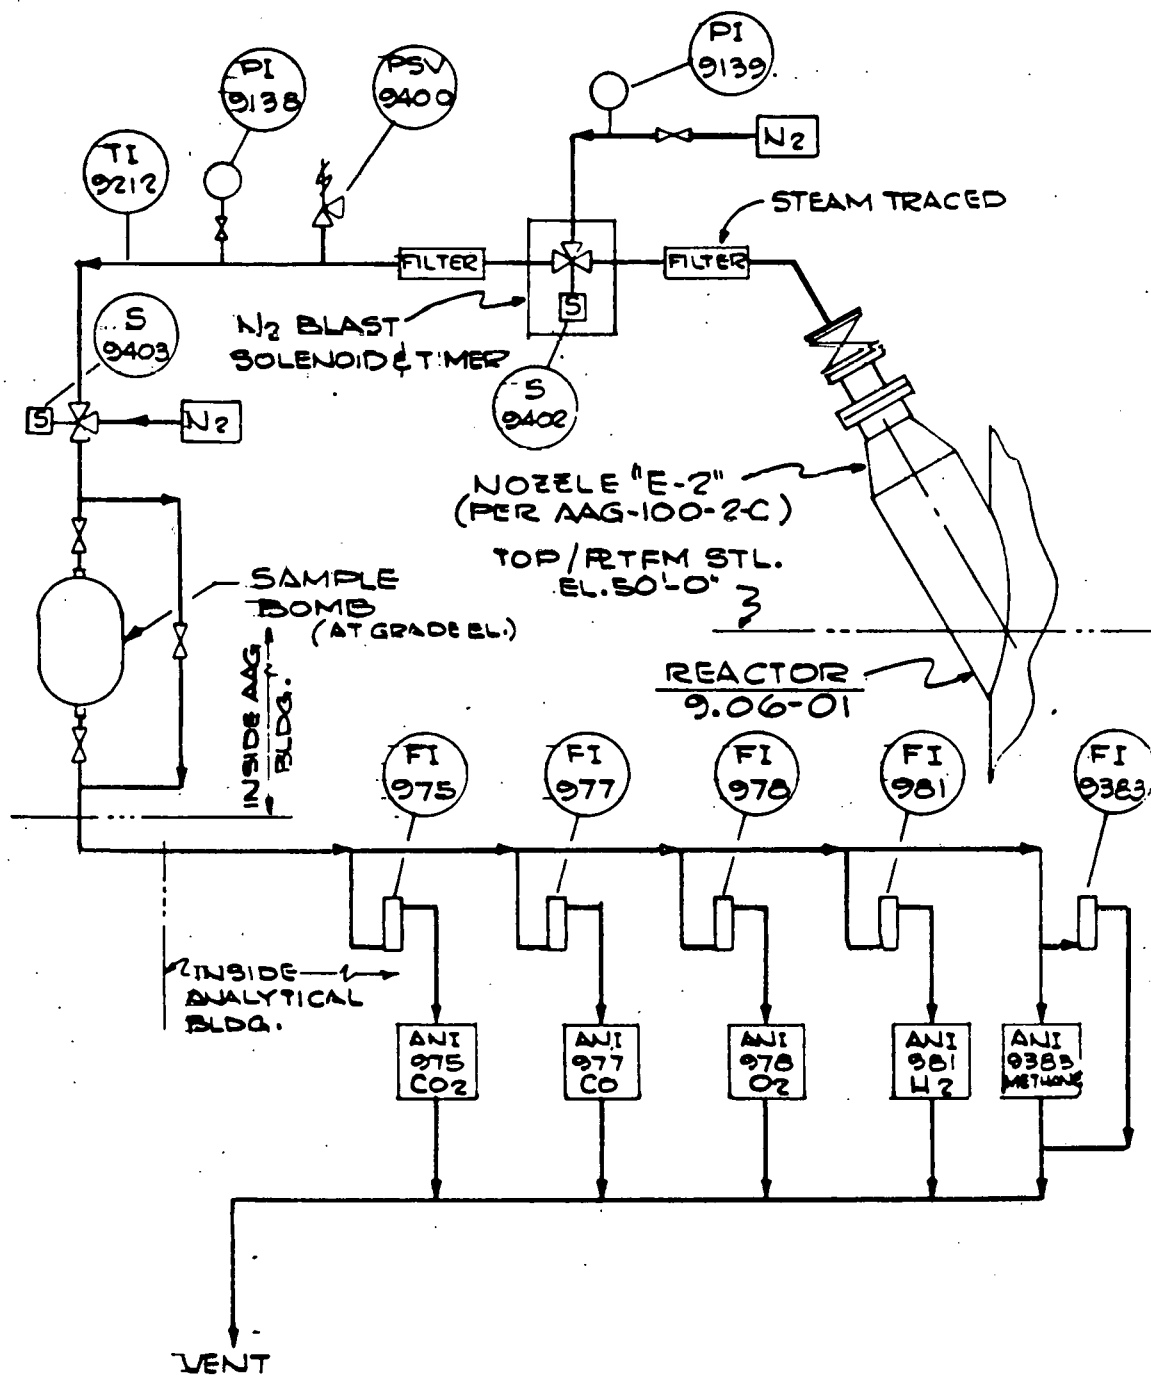 PI
9139
PI
9138
PSV
9400
N2
TI
9212
STEAM TRACED
FILTER
FILTER
S
S
9403
N2 BLAST
SOLENOID & TIMER
S
9402
S
N2
NOZZLE "E-2"
(PER AAG-100-2-C)
TOP/PLTFM STL.
EL.50'-0"
SAMPLE
BOMB
(AT GRADE EL.)
INSIDE AAG
BLDG.
REACTOR
9.06-01
FI
975
FI
977
FI
978
FI
981
FI
9383
INSIDE
ANALYTICAL
BLDG.
ANI
975
CO2
ANI
977
CO
ANI
978
O2
ANI
981
H2
ANI
9383
METHANE
VENT